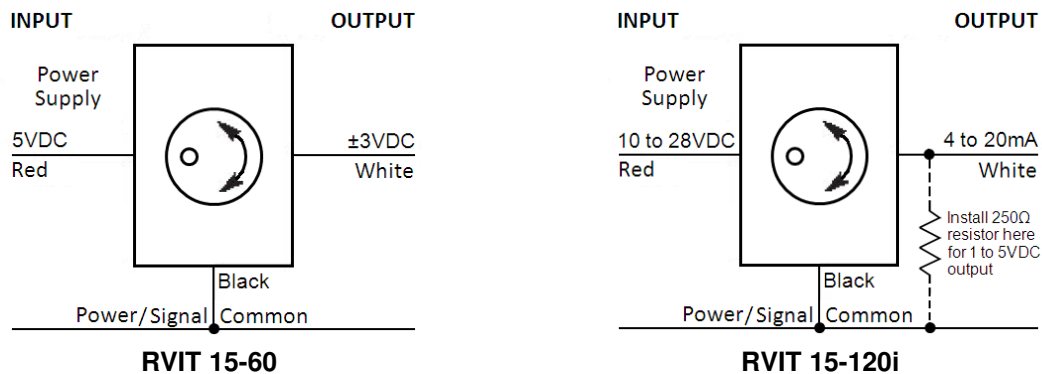 INPUT
OUTPUT
Power
Supply
5VDC
Red
±3VDC
White
Black
Power/Signal
Common
RVIT 15-60
INPUT
OUTPUT
Power
Supply
10 to 28VDC
Red
4 to 20mA
White
Install 250Ω
resistor here
for 1 to 5VDC
output
Black
Power/Signal
Common
RVIT 15-120i